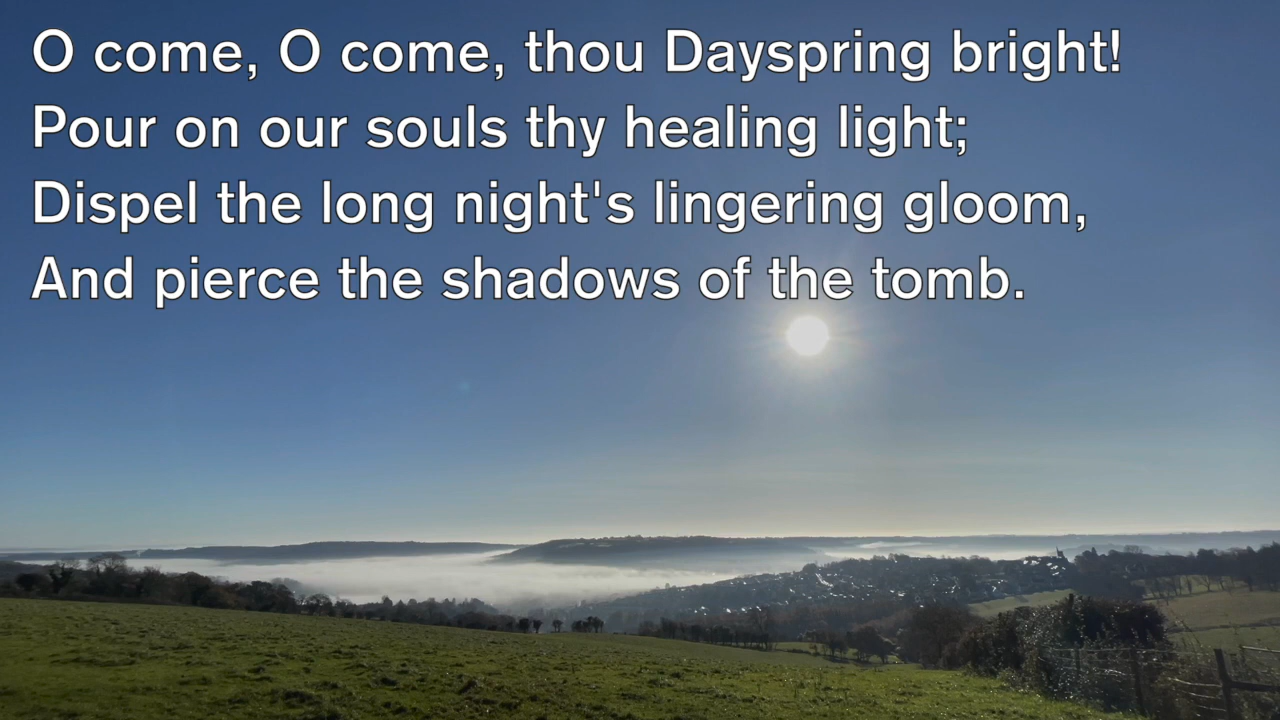 O come, O come, thou Dayspring bright!
Pour on our souls thy healing light;
Dispel the long night's lingering gloom,
And pierce the shadows of the tomb.